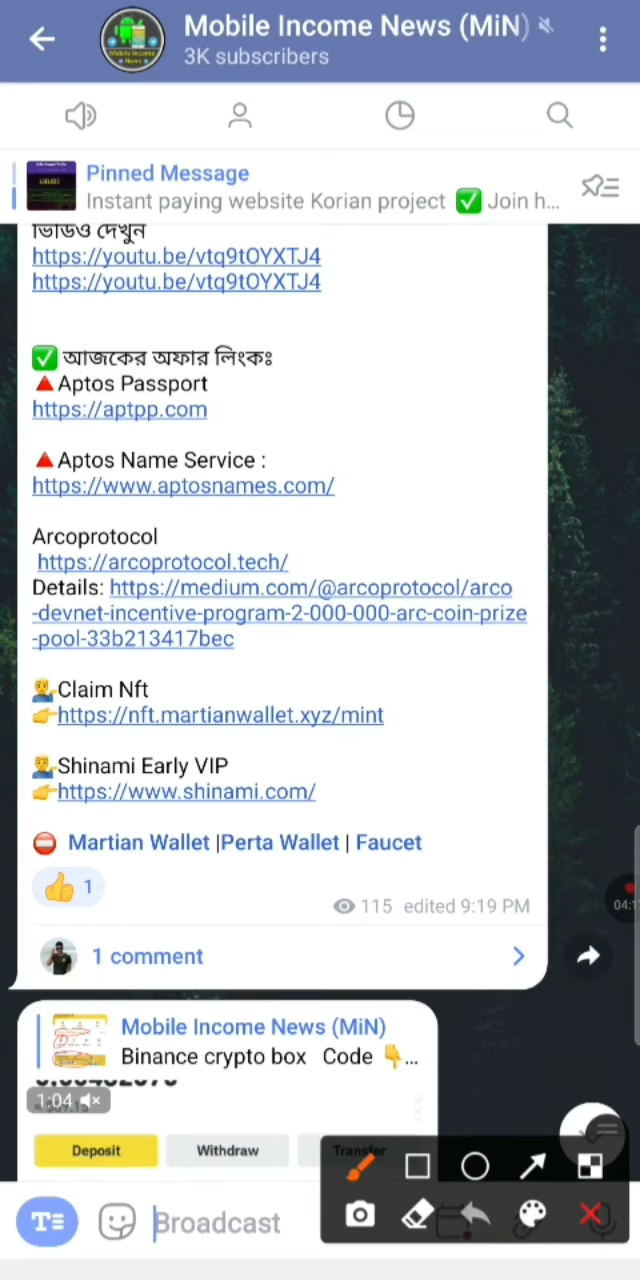 Mobile Income News (MiN)
3K subscribers
Pinned Message
Instant paying website Korian project ✅ Join h...
ভিডিও দেখুন
https://youtu.be/vtq9tOYXTJ4
https://youtu.be/vtq9tOYXTJ4
✅ আজকের অফার লিংকঃ
🔺Aptos Passport
https://aptpp.com
🔺Aptos Name Service :
https://www.aptosnames.com/
Arcoprotocol
https://arcoprotocol.tech/
Details: https://medium.com/@arcoprotocol/arco
-devnet-incentive-program-2-000-000-arc-coin-prize
-pool-33b213417bec
💁‍♂️Claim Nft
👉https://nft.martianwallet.xyz/mint
💁‍♂️Shinami Early VIP
👉https://www.shinami.com/
⛔ Martian Wallet |Perta Wallet | Faucet
👍 1
115 edited 9:19 PM
04:1
1 comment
Mobile Income News (MiN)
Binance crypto box Code 👇...
1:04
Deposit Withdraw Transfer
Broadcast